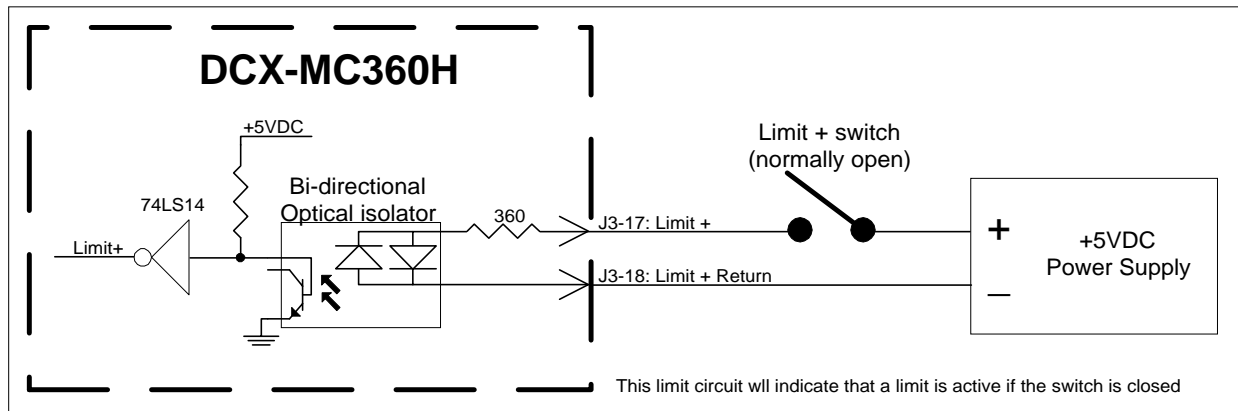 DCX-MC360H
+5VDC
Bi-directional
Optical isolator
74LS14
360
Limit+
J3-17: Limit +
J3-18: Limit + Return
Limit + switch
(normally open)
+
+5VDC
Power Supply
–
This limit circuit wll indicate that a limit is active if the switch is closed